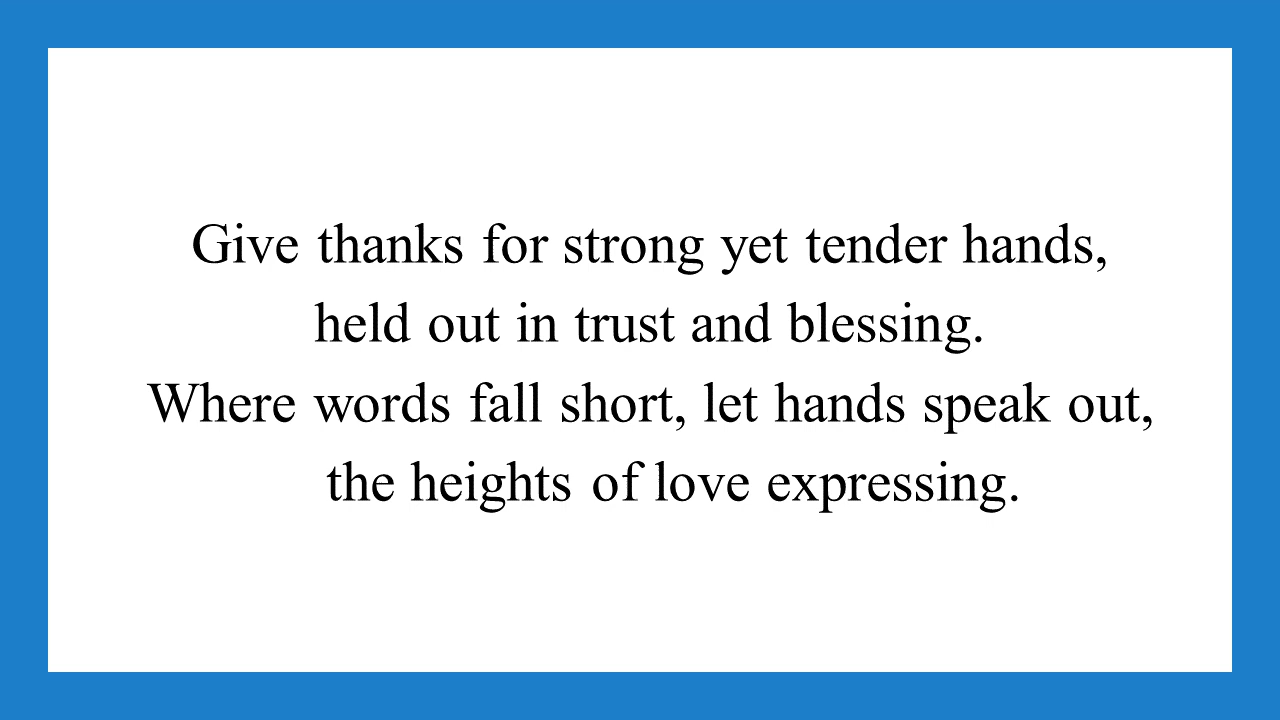 Give thanks for strong yet tender hands,
held out in trust and blessing.
Where words fall short, let hands speak out,
the heights of love expressing.